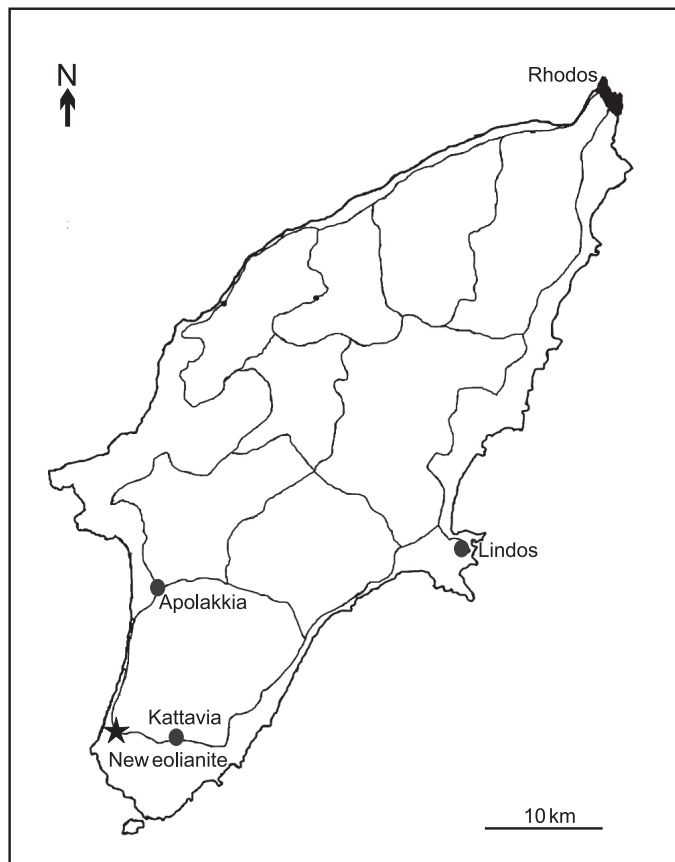 N
Rhodos
Lindos
Apolakkia
Kattavia
New eolianite
10 km